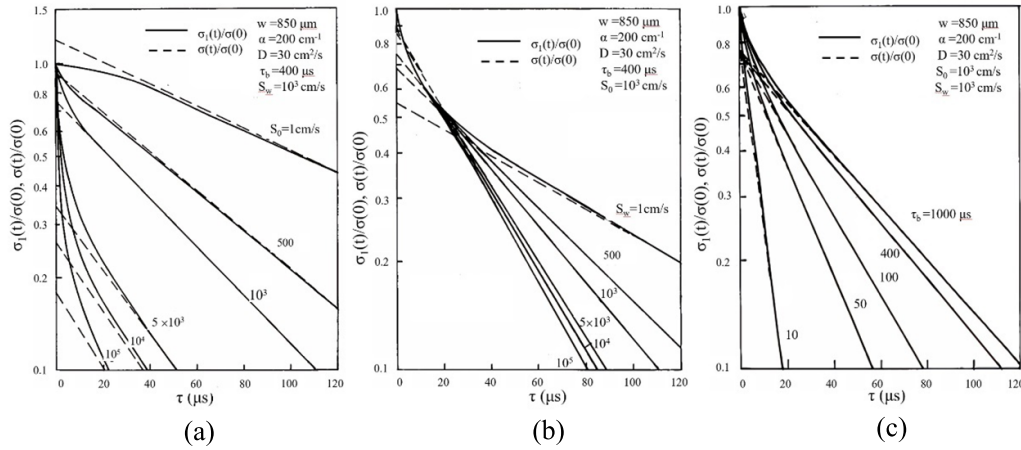 1.5
1.0
0.8
0.6
0.5
0.4
0.3
0.2
0.1
σ₁(t)/σ(0), σ(t)/σ(0)
σ₁(t)/σ(0)
σ(t)/σ(0)
w =850 μm
α =200 cm⁻¹
D =30 cm²/s
τ_b =400 μs
S_w =10³ cm/s
S₀=1cm/s
500
10³
5 ×10³
10⁴
10⁵
0 20 40 60 80 100 120
τ (μs)
(a)
1.0
0.8
0.6
0.5
0.4
0.3
0.2
0.1
σ₁(t)/σ(0), σ(t)/σ(0)
σ₁(t)/σ(0)
σ(t)/σ(0)
w =850 μm
α =200 cm⁻¹
D =30 cm²/s
τ_b =400 μs
S₀ =10³ cm/s
S_w=1cm/s
500
10³
5×10³
10⁴
10⁵
0 20 40 60 80 100 120
τ (μs)
(b)
1.0
0.8
0.6
0.5
0.4
0.3
0.2
0.1
σ₁(t)/σ(0), σ(t)/σ(0)
σ₁(t)/σ(0)
σ(t)/σ(0)
w =850 μm
α =200 cm⁻¹
D =30 cm²/s
S₀ =10³ cm/s
S_w =10³ cm/s
τ_b =1000 μs
400
100
50
10
0 20 40 60 80 100 120
τ (μs)
(c)